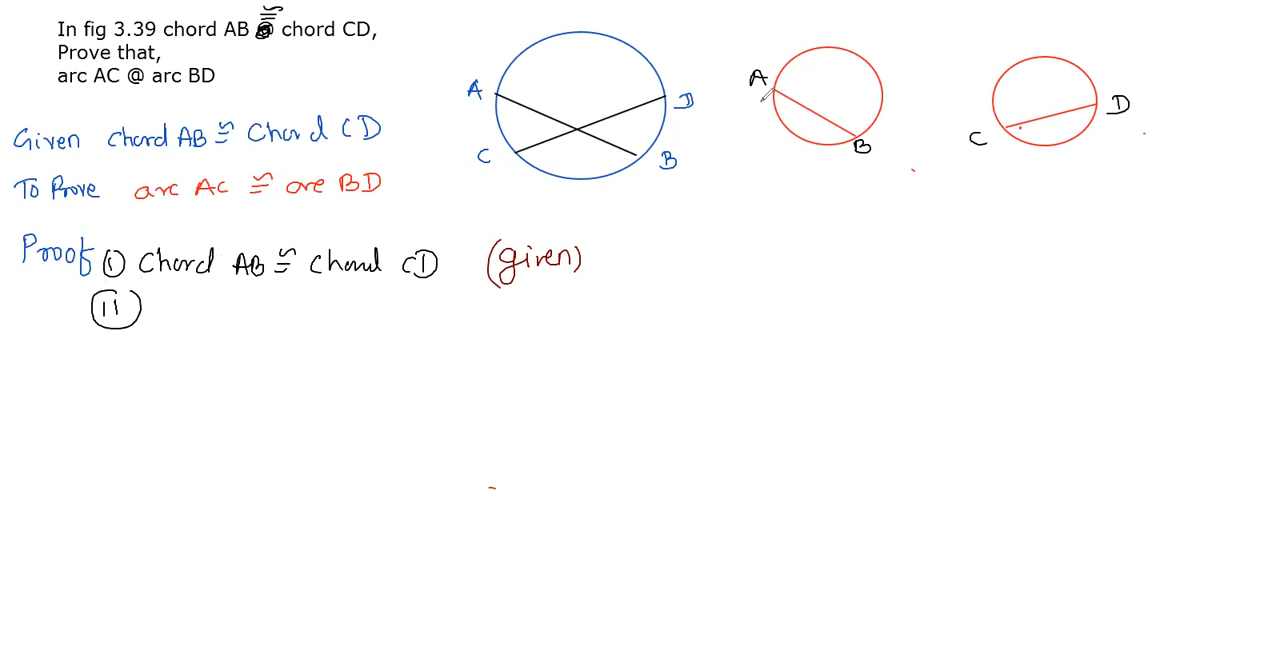 In fig 3.39 chord AB ≅ chord CD,
Prove that,
arc AC @ arc BD
Given chord AB ≅ Chord CD
To Prove arc AC ≅ arc BD
Proof ① Chord AB ≅ chord CD (given)
ⓘⓘ
A
D
C
B
A
B
C
D